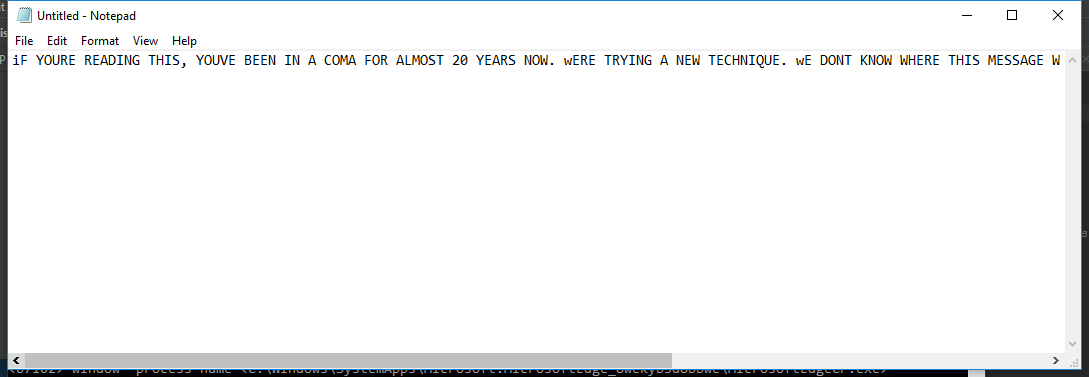 Untitled - Notepad
File Edit Format View Help
iF YOURE READING THIS, YOUVE BEEN IN A COMA FOR ALMOST 20 YEARS NOW. wERE TRYING A NEW TECHNIQUE. wE DONT KNOW WHERE THIS MESSAGE W